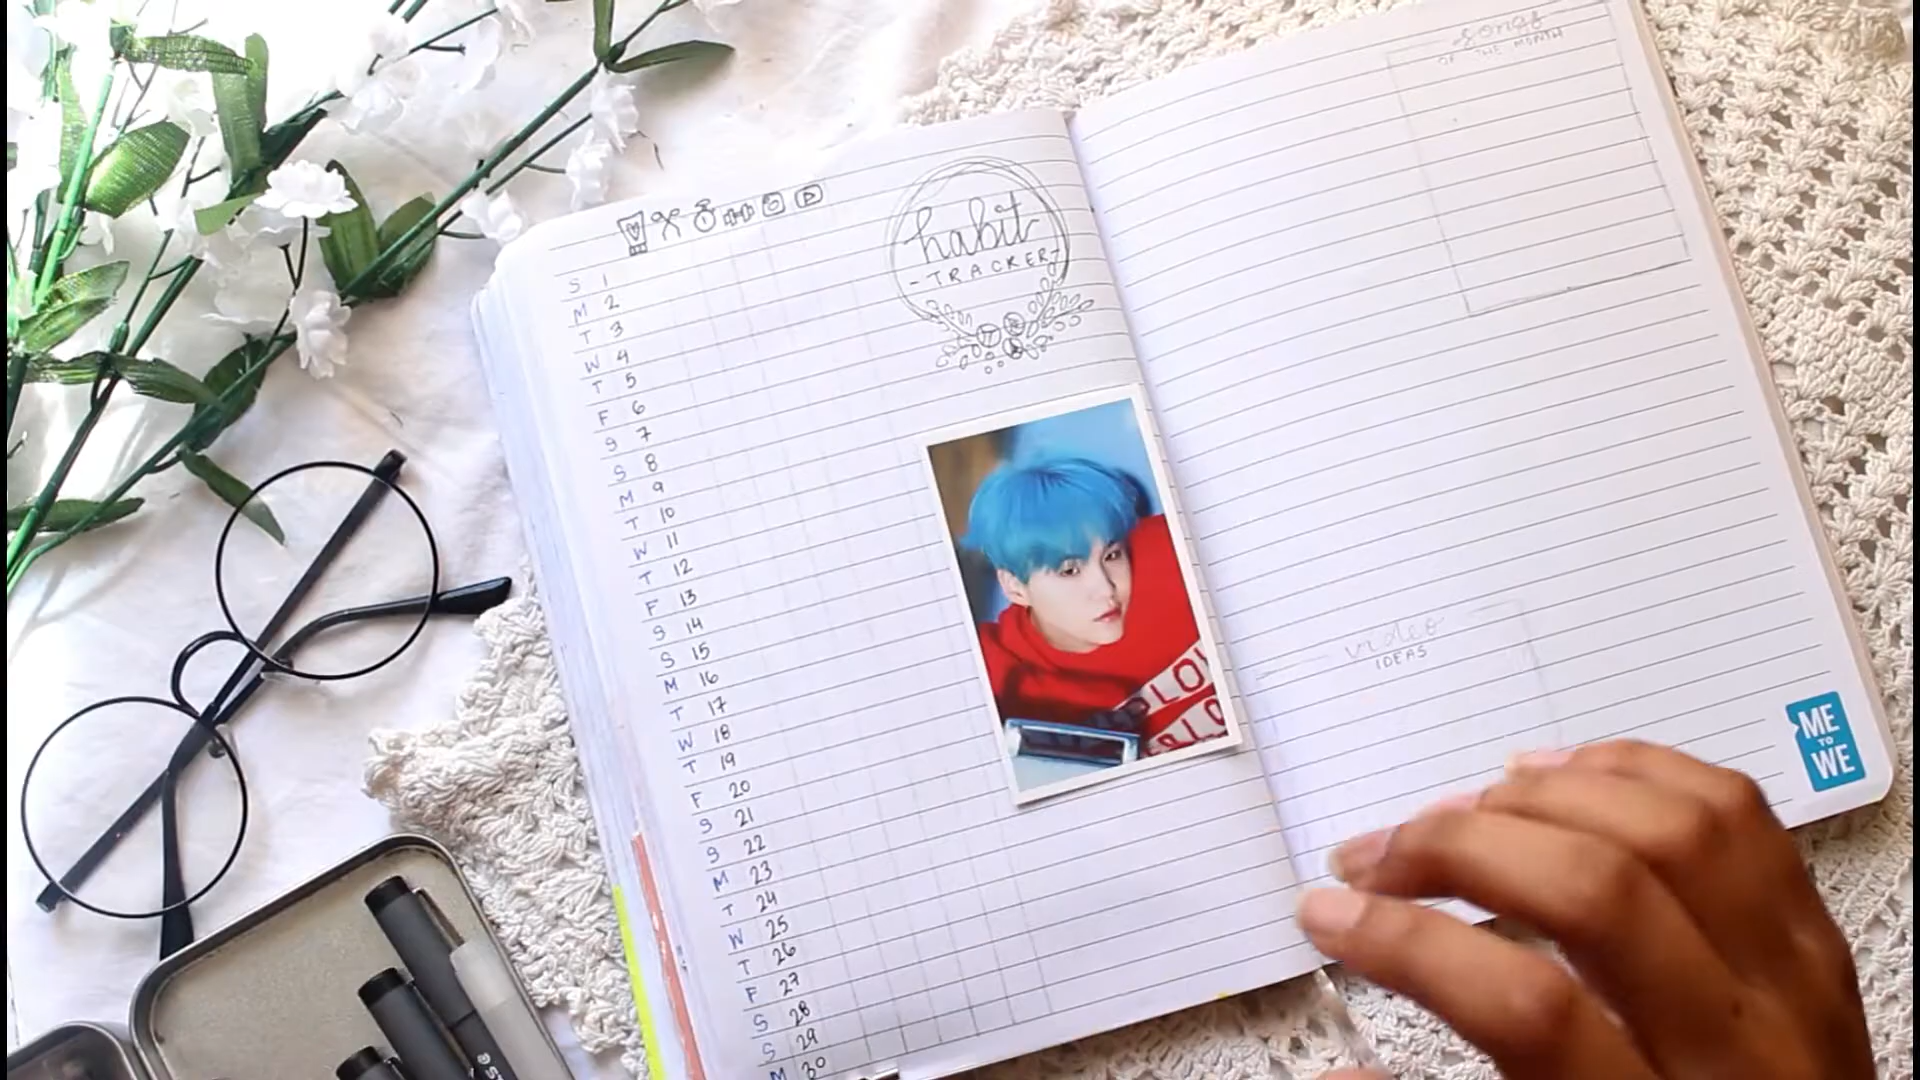 habit
-TRACKER-
S 1
M 2
T 3
W 4
T 5
F 6
S 7
S 8
M 9
T 10
W 11
T 12
F 13
S 14
S 15
M 16
T 17
W 18
T 19
F 20
S 21
S 22
M 23
T 24
W 25
T 26
F 27
S 28
S 29
M 30
songs
OF THE MONTH
video
IDEAS
ME
TO
WE